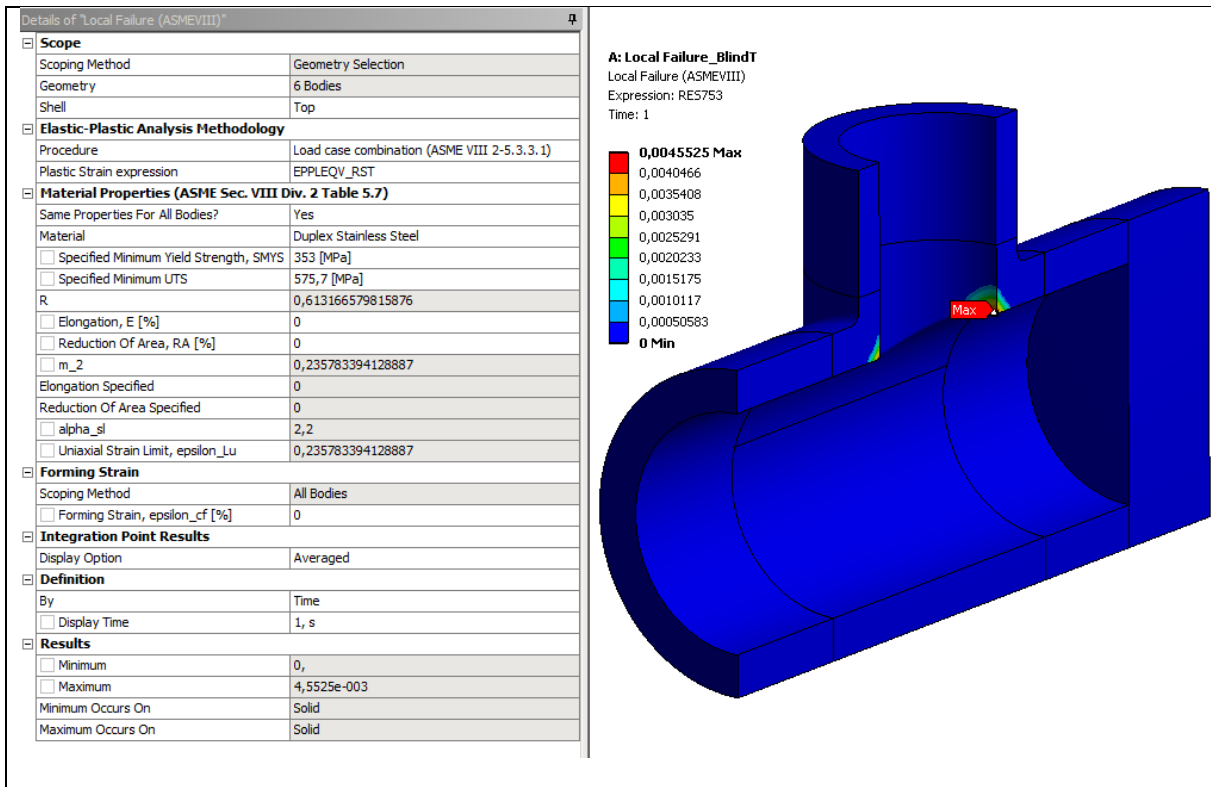 Details of "Local Failure (ASMEVIII)"
Scope
Scoping Method Geometry Selection
Geometry 6 Bodies
Shell Top
Elastic-Plastic Analysis Methodology
Procedure Load case combination (ASME VIII 2-5.3.3.1)
Plastic Strain expression EPPLEQV_RST
Material Properties (ASME Sec. VIII Div. 2 Table 5.7)
Same Properties For All Bodies? Yes
Material Duplex Stainless Steel
Specified Minimum Yield Strength, SMYS 353 [MPa]
Specified Minimum UTS 575,7 [MPa]
R 0,613166579815876
Elongation, E [%] 0
Reduction Of Area, RA [%] 0
m_2 0,235783394128887
Elongation Specified 0
Reduction Of Area Specified 0
alpha_sl 2,2
Uniaxial Strain Limit, epsilon_Lu 0,235783394128887
Forming Strain
Scoping Method All Bodies
Forming Strain, epsilon_cf [%] 0
Integration Point Results
Display Option Averaged
Definition
By Time
Display Time 1, s
Results
Minimum 0,
Maximum 4,5525e-003
Minimum Occurs On Solid
Maximum Occurs On Solid
A: Local Failure_BlindT
Local Failure (ASMEVIII)
Expression: RES753
Time: 1
0,0045525 Max
0,0040466
0,0035408
0,003035
0,0025291
0,0020233
0,0015175
0,0010117
0,00050583
0 Min
Max